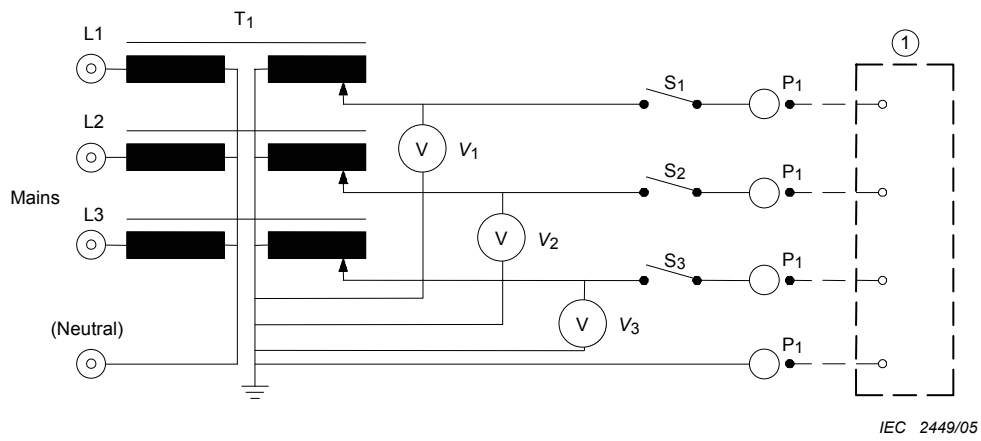 T1
L1
1
S1
P1
V
V1
L2
S2
P1
Mains
V
V2
L3
S3
P1
V
V3
(Neutral)
P1
IEC 2449/05